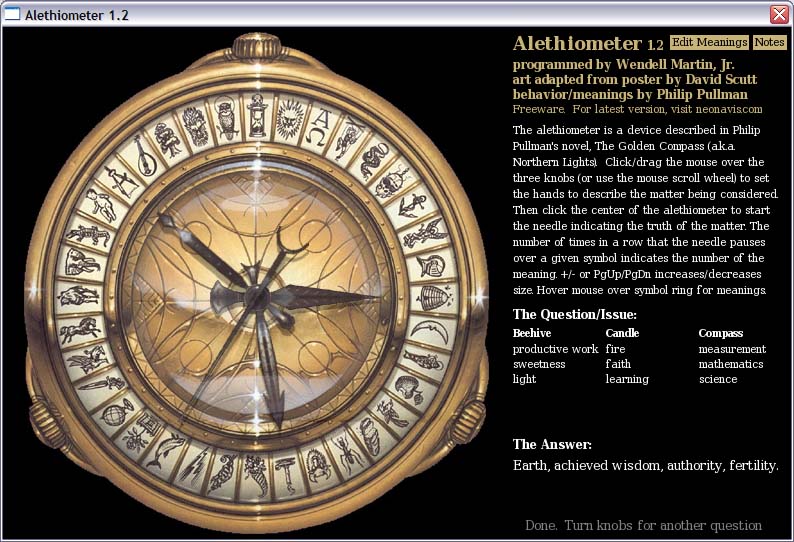 Alethiometer 1.2
Alethiometer 1.2 Edit Meanings Notes
programmed by Wendell Martin, Jr.
art adapted from poster by David Scutt
behavior/meanings by Philip Pullman
Freeware. For latest version, visit neonavis.com
The alethiometer is a device described in Philip
Pullman's novel, The Golden Compass (a.k.a.
Northern Lights). Click/drag the mouse over the
three knobs (or use the mouse scroll wheel) to set
the hands to describe the matter being considered.
Then click the center of the alethiometer to start
the needle indicating the truth of the matter. The
number of times in a row that the needle pauses
over a given symbol indicates the number of the
meaning. +/- or PgUp/PgDn increases/decreases
size. Hover mouse over symbol ring for meanings.
The Question/Issue:
Beehive Candle Compass
productive work fire measurement
sweetness faith mathematics
light learning science
The Answer:
Earth, achieved wisdom, authority, fertility.
Done. Turn knobs for another question